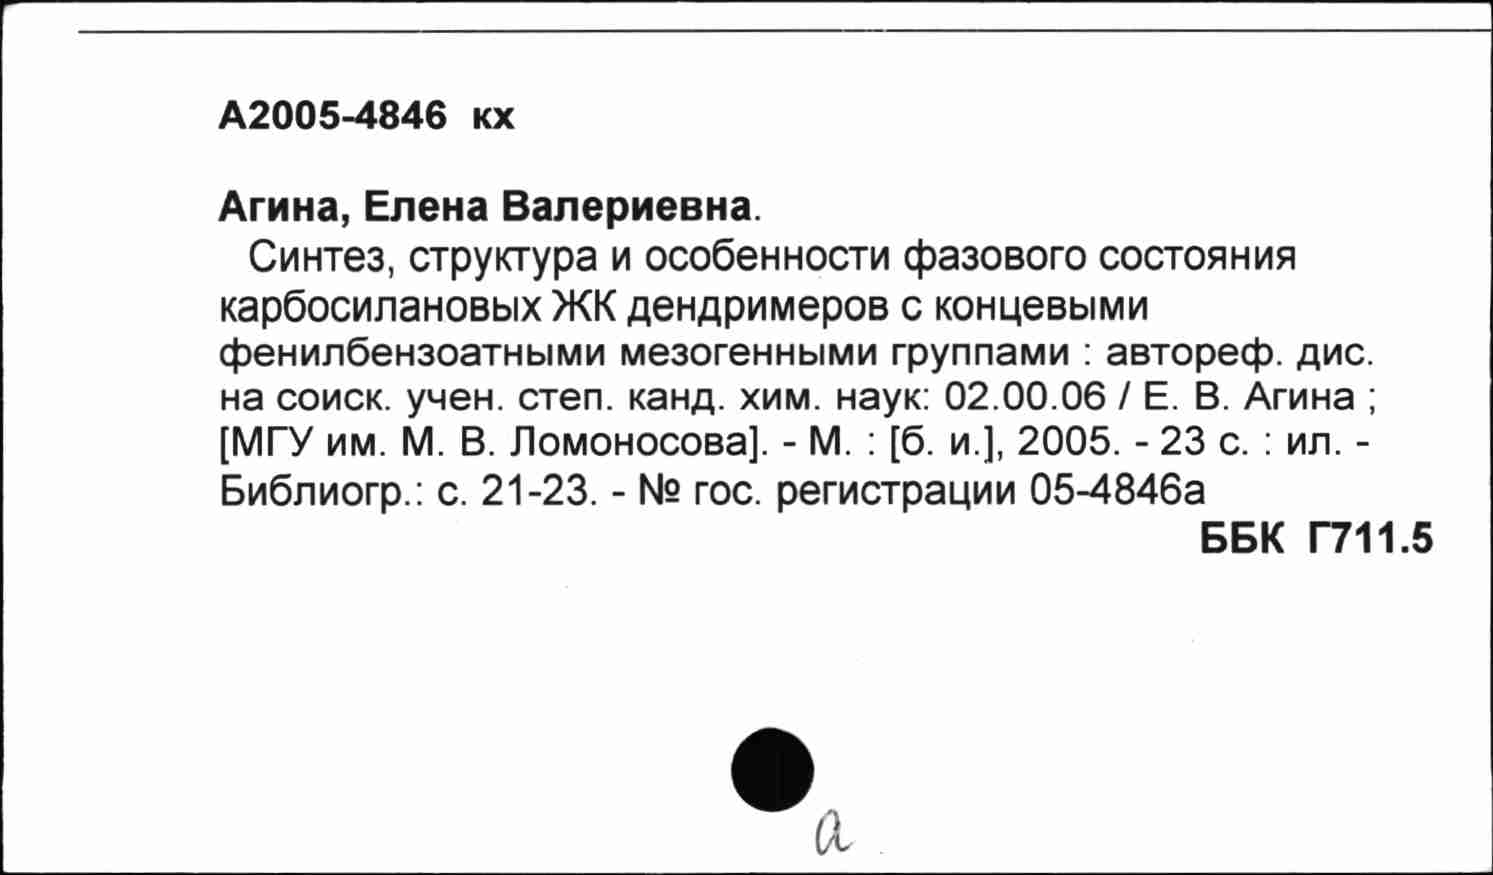 А2005-4846 кх
Агина, Елена Валериевна.
Синтез, структура и особенности фазового состояния
карбосилановых ЖК дендримеров с концевыми
фенилбензоатными мезогенными группами : автореф. дис.
на соиск. учен. степ. канд. хим. наук: 02.00.06 / Е. В. Агина ;
[МГУ им. М. В. Ломоносова]. - М. : [б. и.], 2005. - 23 с. : ил. -
Библиогр.: с. 21-23. - № гос. регистрации 05-4846а
ББК Г711.5
а